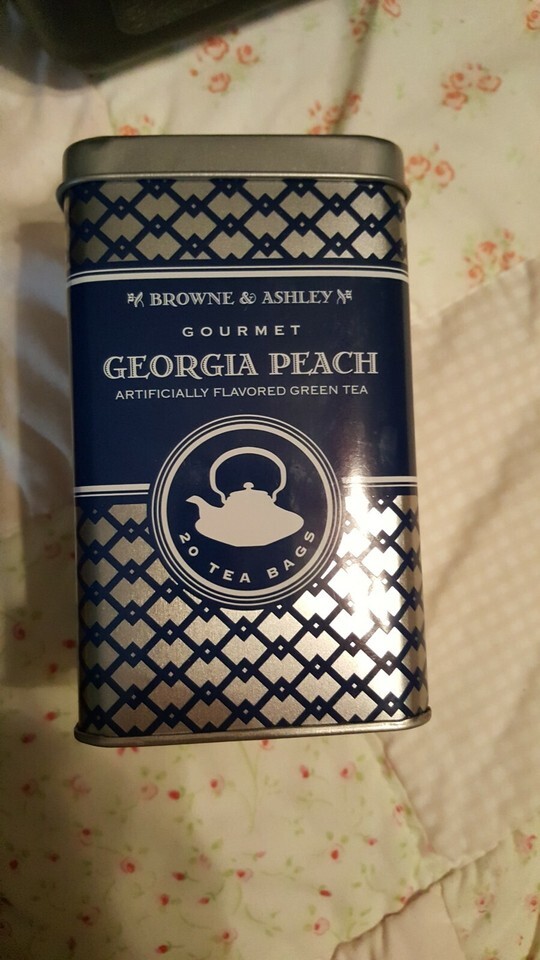 BROWNE & ASHLEY
GOURMET
GEORGIA PEACH
ARTIFICIALLY FLAVORED GREEN TEA
20 TEA BAGS